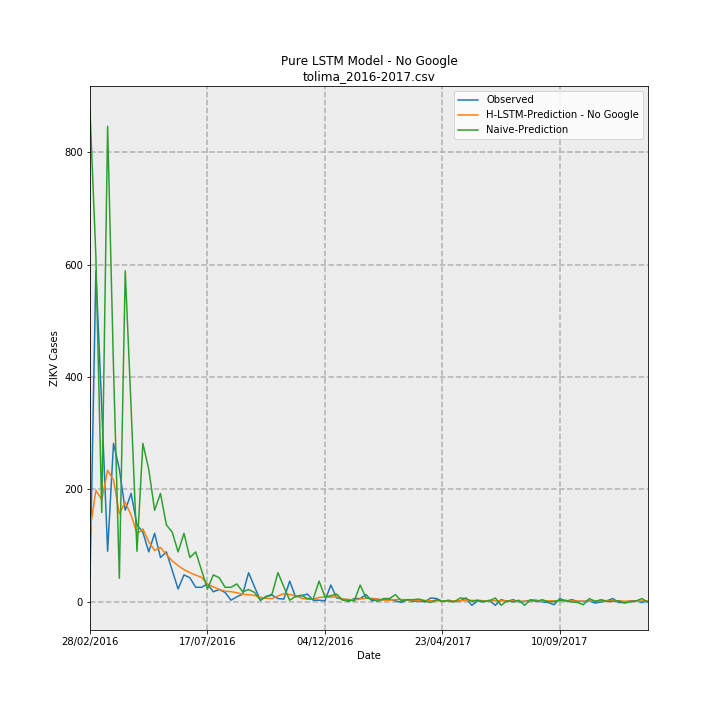 Pure LSTM Model - No Google
tolima_2016-2017.csv
Observed
H-LSTM-Prediction - No Google
Naive-Prediction
800
600
400
200
0
ZIKV Cases
28/02/2016
17/07/2016
04/12/2016
23/04/2017
10/09/2017
Date